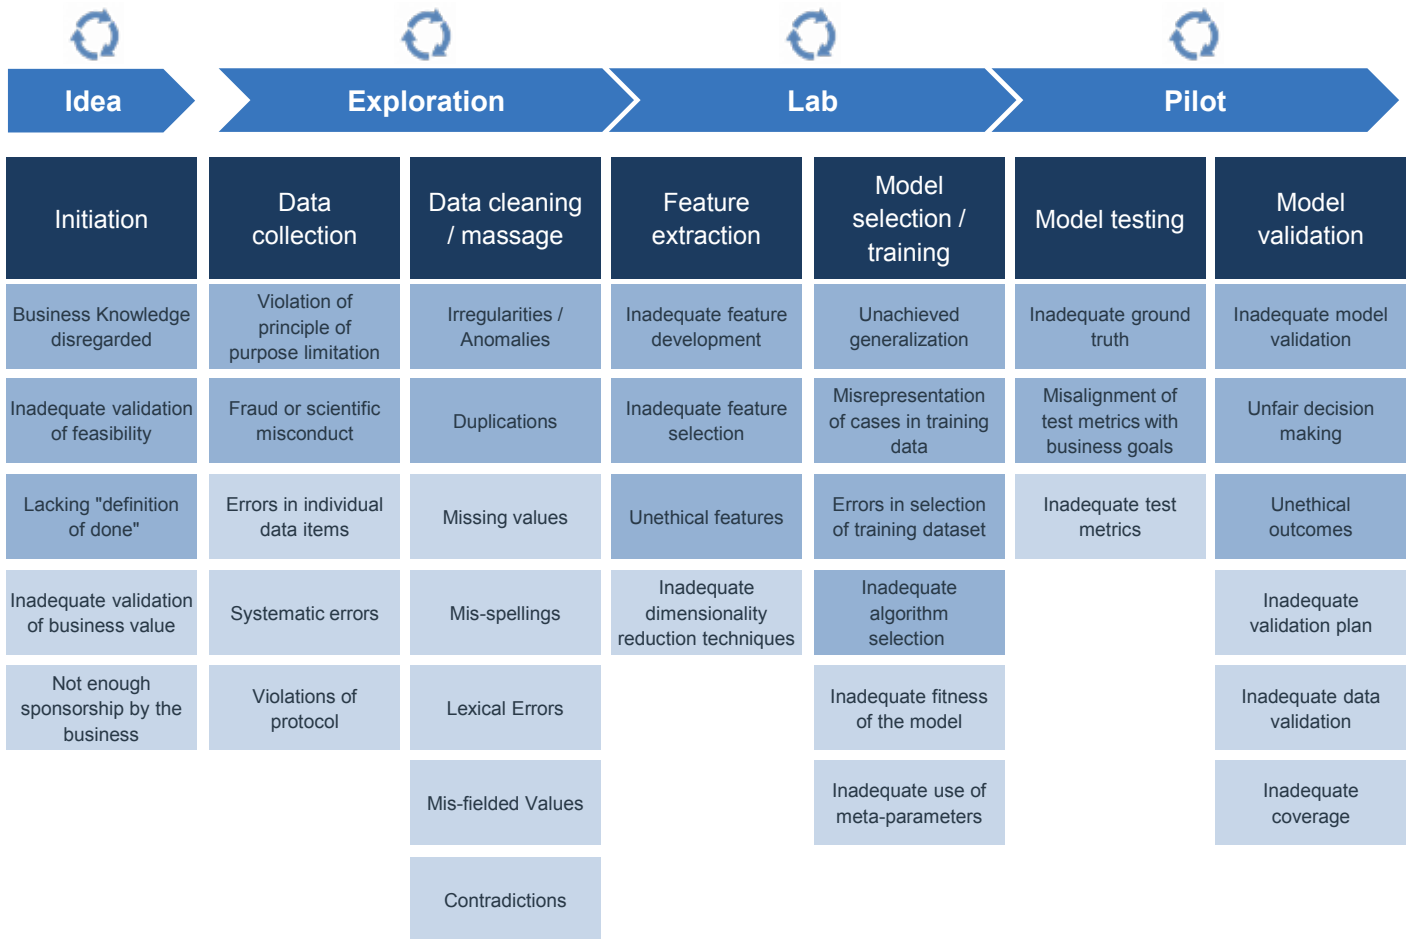 Idea
Exploration
Lab
Pilot
Initiation
Data
collection
Data cleaning
/ massage
Feature
extraction
Model
selection /
training
Model testing
Model
validation
Business Knowledge
disregarded
Violation of
principle of
purpose limitation
Irregularities /
Anomalies
Inadequate feature
development
Unachieved
generalization
Inadequate ground
truth
Inadequate model
validation
Inadequate validation
of feasibility
Fraud or scientific
misconduct
Duplications
Inadequate feature
selection
Misrepresentation
of cases in training
data
Misalignment of
test metrics with
business goals
Unfair decision
making
Lacking "definition
of done"
Errors in individual
data items
Missing values
Unethical features
Errors in selection
of training dataset
Inadequate test
metrics
Unethical
outcomes
Inadequate validation
of business value
Systematic errors
Mis-spellings
Inadequate
dimensionality
reduction techniques
Inadequate
algorithm
selection
Inadequate
validation plan
Not enough
sponsorship by the
business
Violations of
protocol
Lexical Errors
Inadequate fitness
of the model
Inadequate data
validation
Mis-fielded Values
Inadequate use of
meta-parameters
Inadequate
coverage
Contradictions